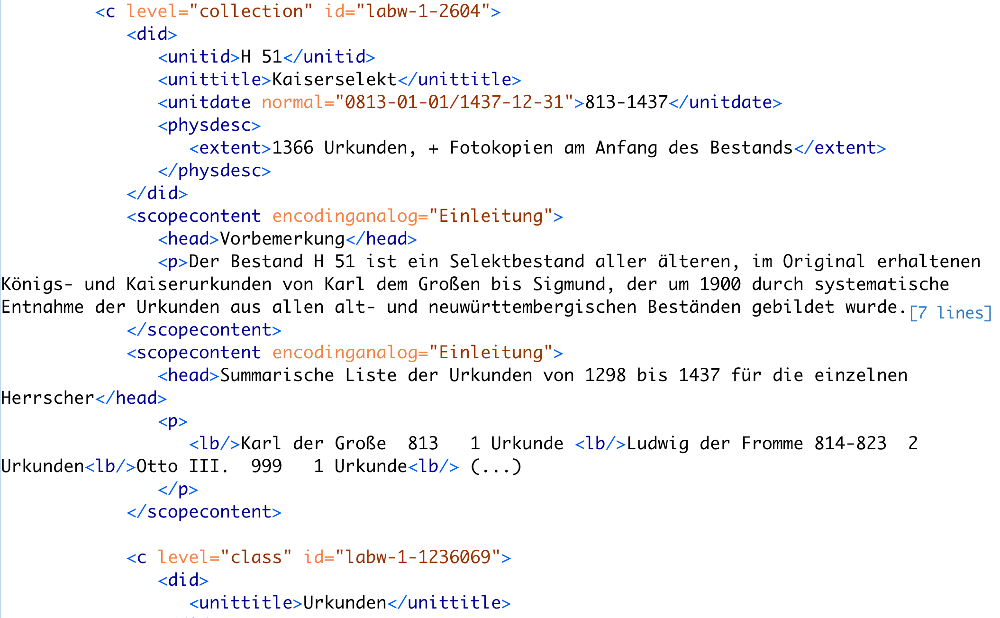 <c level="collection" id="labw-1-2604">
<did>
<unitid>H 51</unitid>
<unittitle>Kaiserselekt</unittitle>
<unitdate normal="0813-01-01/1437-12-31">813-1437</unitdate>
<physdesc>
<extent>1366 Urkunden, + Fotokopien am Anfang des Bestands</extent>
</physdesc>
</did>
<scopecontent encodinganalog="Einleitung">
<head>Vorbemerkung</head>
<p>Der Bestand H 51 ist ein Selektbestand aller älteren, im Original erhaltenen
Königs- und Kaiserurkunden von Karl dem Großen bis Sigmund, der um 1900 durch systematische
Entnahme der Urkunden aus allen alt- und neuwürttembergischen Beständen gebildet wurde.[7 lines]
</scopecontent>
<scopecontent encodinganalog="Einleitung">
<head>Summarische Liste der Urkunden von 1298 bis 1437 für die einzelnen
Herrscher</head>
<p>
<lb/>Karl der Große  813   1 Urkunde <lb/>Ludwig der Fromme 814-823  2
Urkunden<lb/>Otto III.  999   1 Urkunde<lb/> (...)
</p>
</scopecontent>
<c level="class" id="labw-1-1236069">
<did>
<unittitle>Urkunden</unittitle>